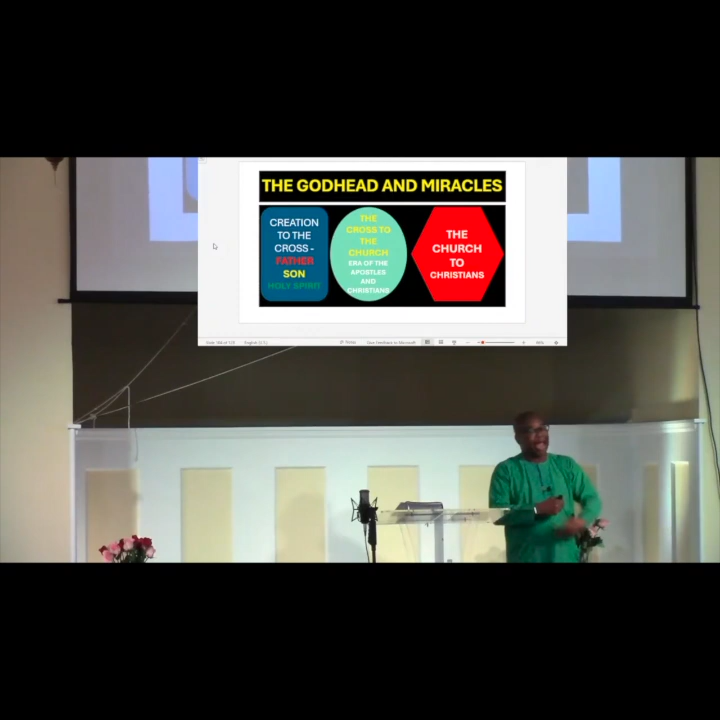 THE GODHEAD AND MIRACLES
CREATION
TO THE
CROSS -
FATHER
SON
HOLY SPIRIT
THE
CROSS TO
THE
CHURCH
ERA OF THE
APOSTLES
AND
CHRISTIANS
THE
CHURCH
TO
CHRISTIANS
Notes